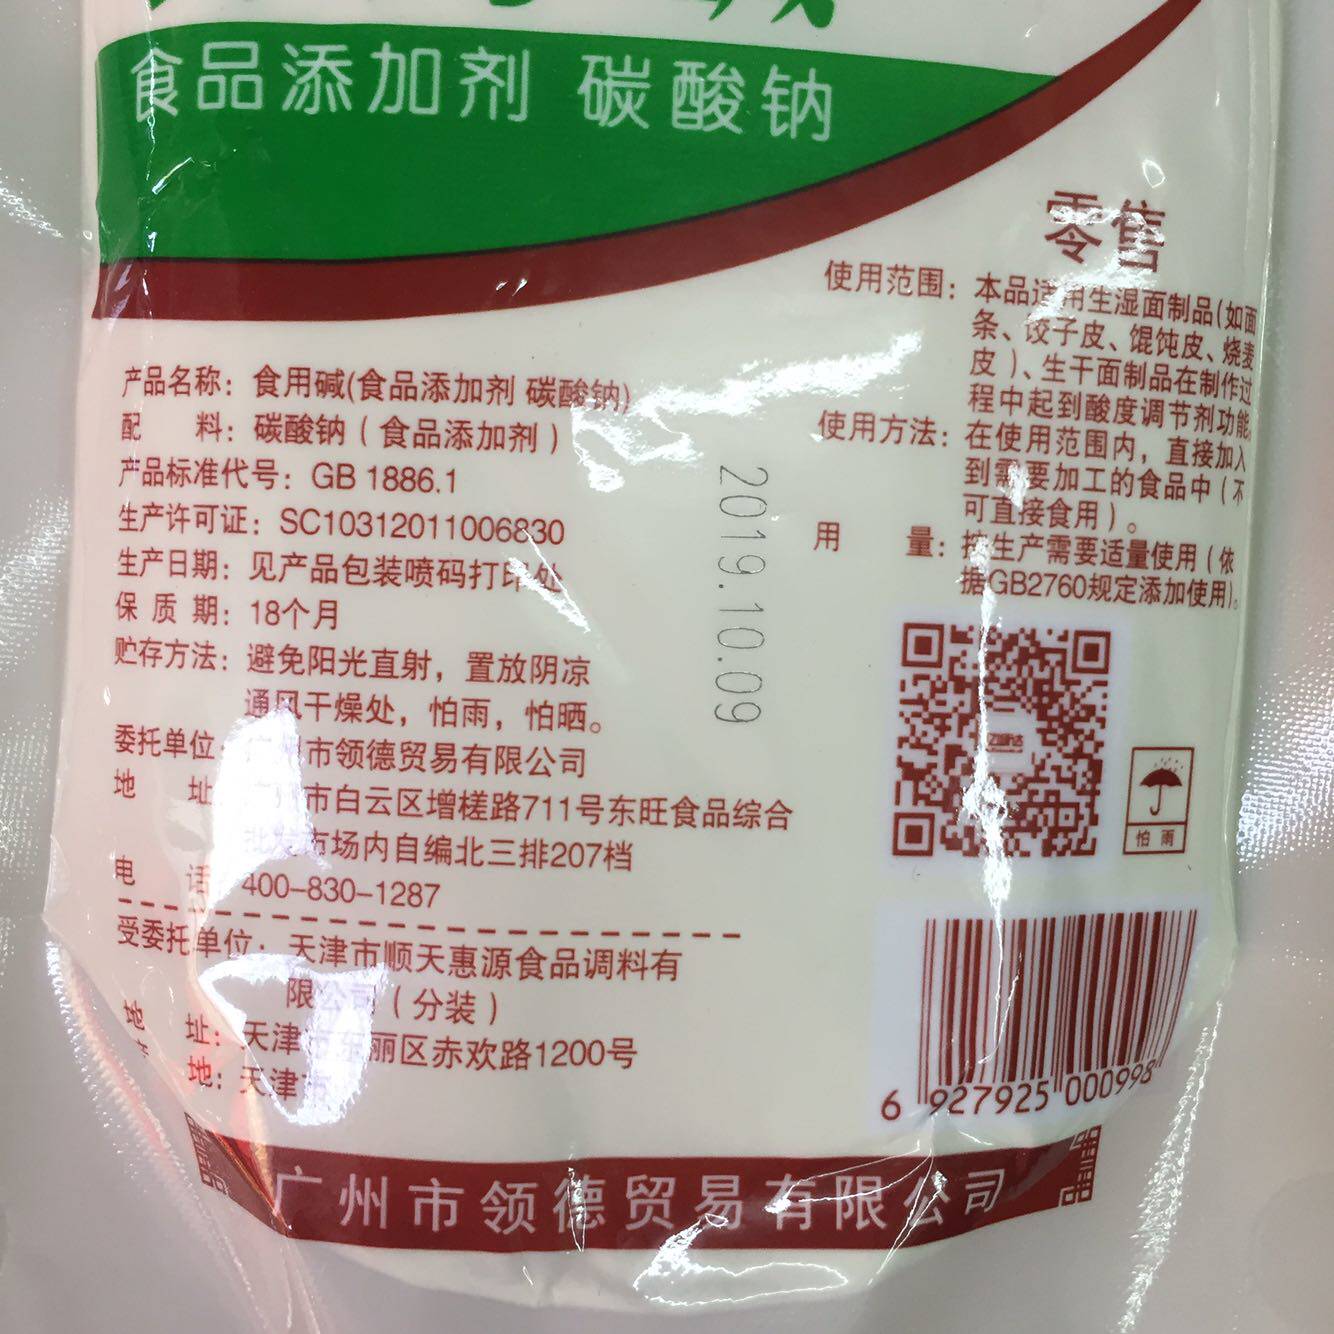 食品添加剂 碳酸钠
零售
使用范围：本品适用生湿面制品(如面
条、饺子皮、馄饨皮、烧麦
皮)、生干面制品在制作过
程中起到酸度调节剂功能。
使用方法：在使用范围内，直接加入
到需要加工的食品中（不
可直接食用）。
用 量：按生产需要适量使用（依
据GB2760规定添加使用)。
产品名称：食用碱(食品添加剂 碳酸钠)
配 料：碳酸钠（食品添加剂）
产品标准代号：GB 1886.1
生产许可证：SC10312011006830
生产日期：见产品包装喷码打印处
保质期：18个月
贮存方法：避免阳光直射，置放阴凉
通风干燥处，怕雨，怕晒。
委托单位：广州市领德贸易有限公司
地 址：广州市白云区增槎路711号东旺食品综合
批发市场内自编北三排207档
电 话：400-830-1287
受委托单位：天津市顺天惠源食品调料有
限公司（分装）
地 址：天津市东丽区赤欢路1200号
产 地：天津市
2019.10.09
怕雨
6 927925 000998
广州市领德贸易有限公司